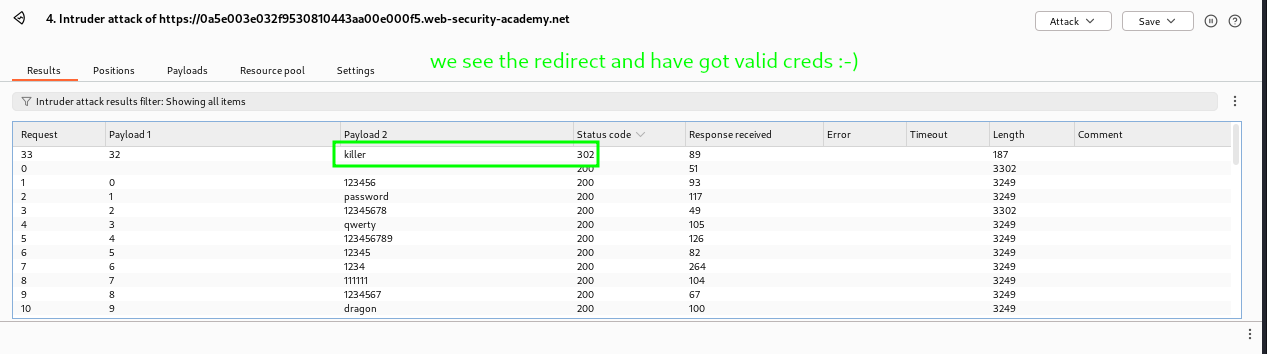 4. Intruder attack of https://0a5e003e032f9530810443aa00e000f5.web-security-academy.net
Attack
Save
we see the redirect and have got valid creds :-)
Results Positions Payloads Resource pool Settings
Intruder attack results filter: Showing all items
Request Payload 1 Payload 2 Status code Response received Error Timeout Length Comment
33 32 killer 302 89 187
0 200 51 3302
1 0 123456 200 93 3249
2 1 password 200 117 3249
3 2 12345678 200 49 3302
4 3 qwerty 200 105 3249
5 4 123456789 200 126 3249
6 5 12345 200 82 3249
7 6 1234 200 264 3249
8 7 111111 200 104 3249
9 8 1234567 200 67 3249
10 9 dragon 200 100 3249